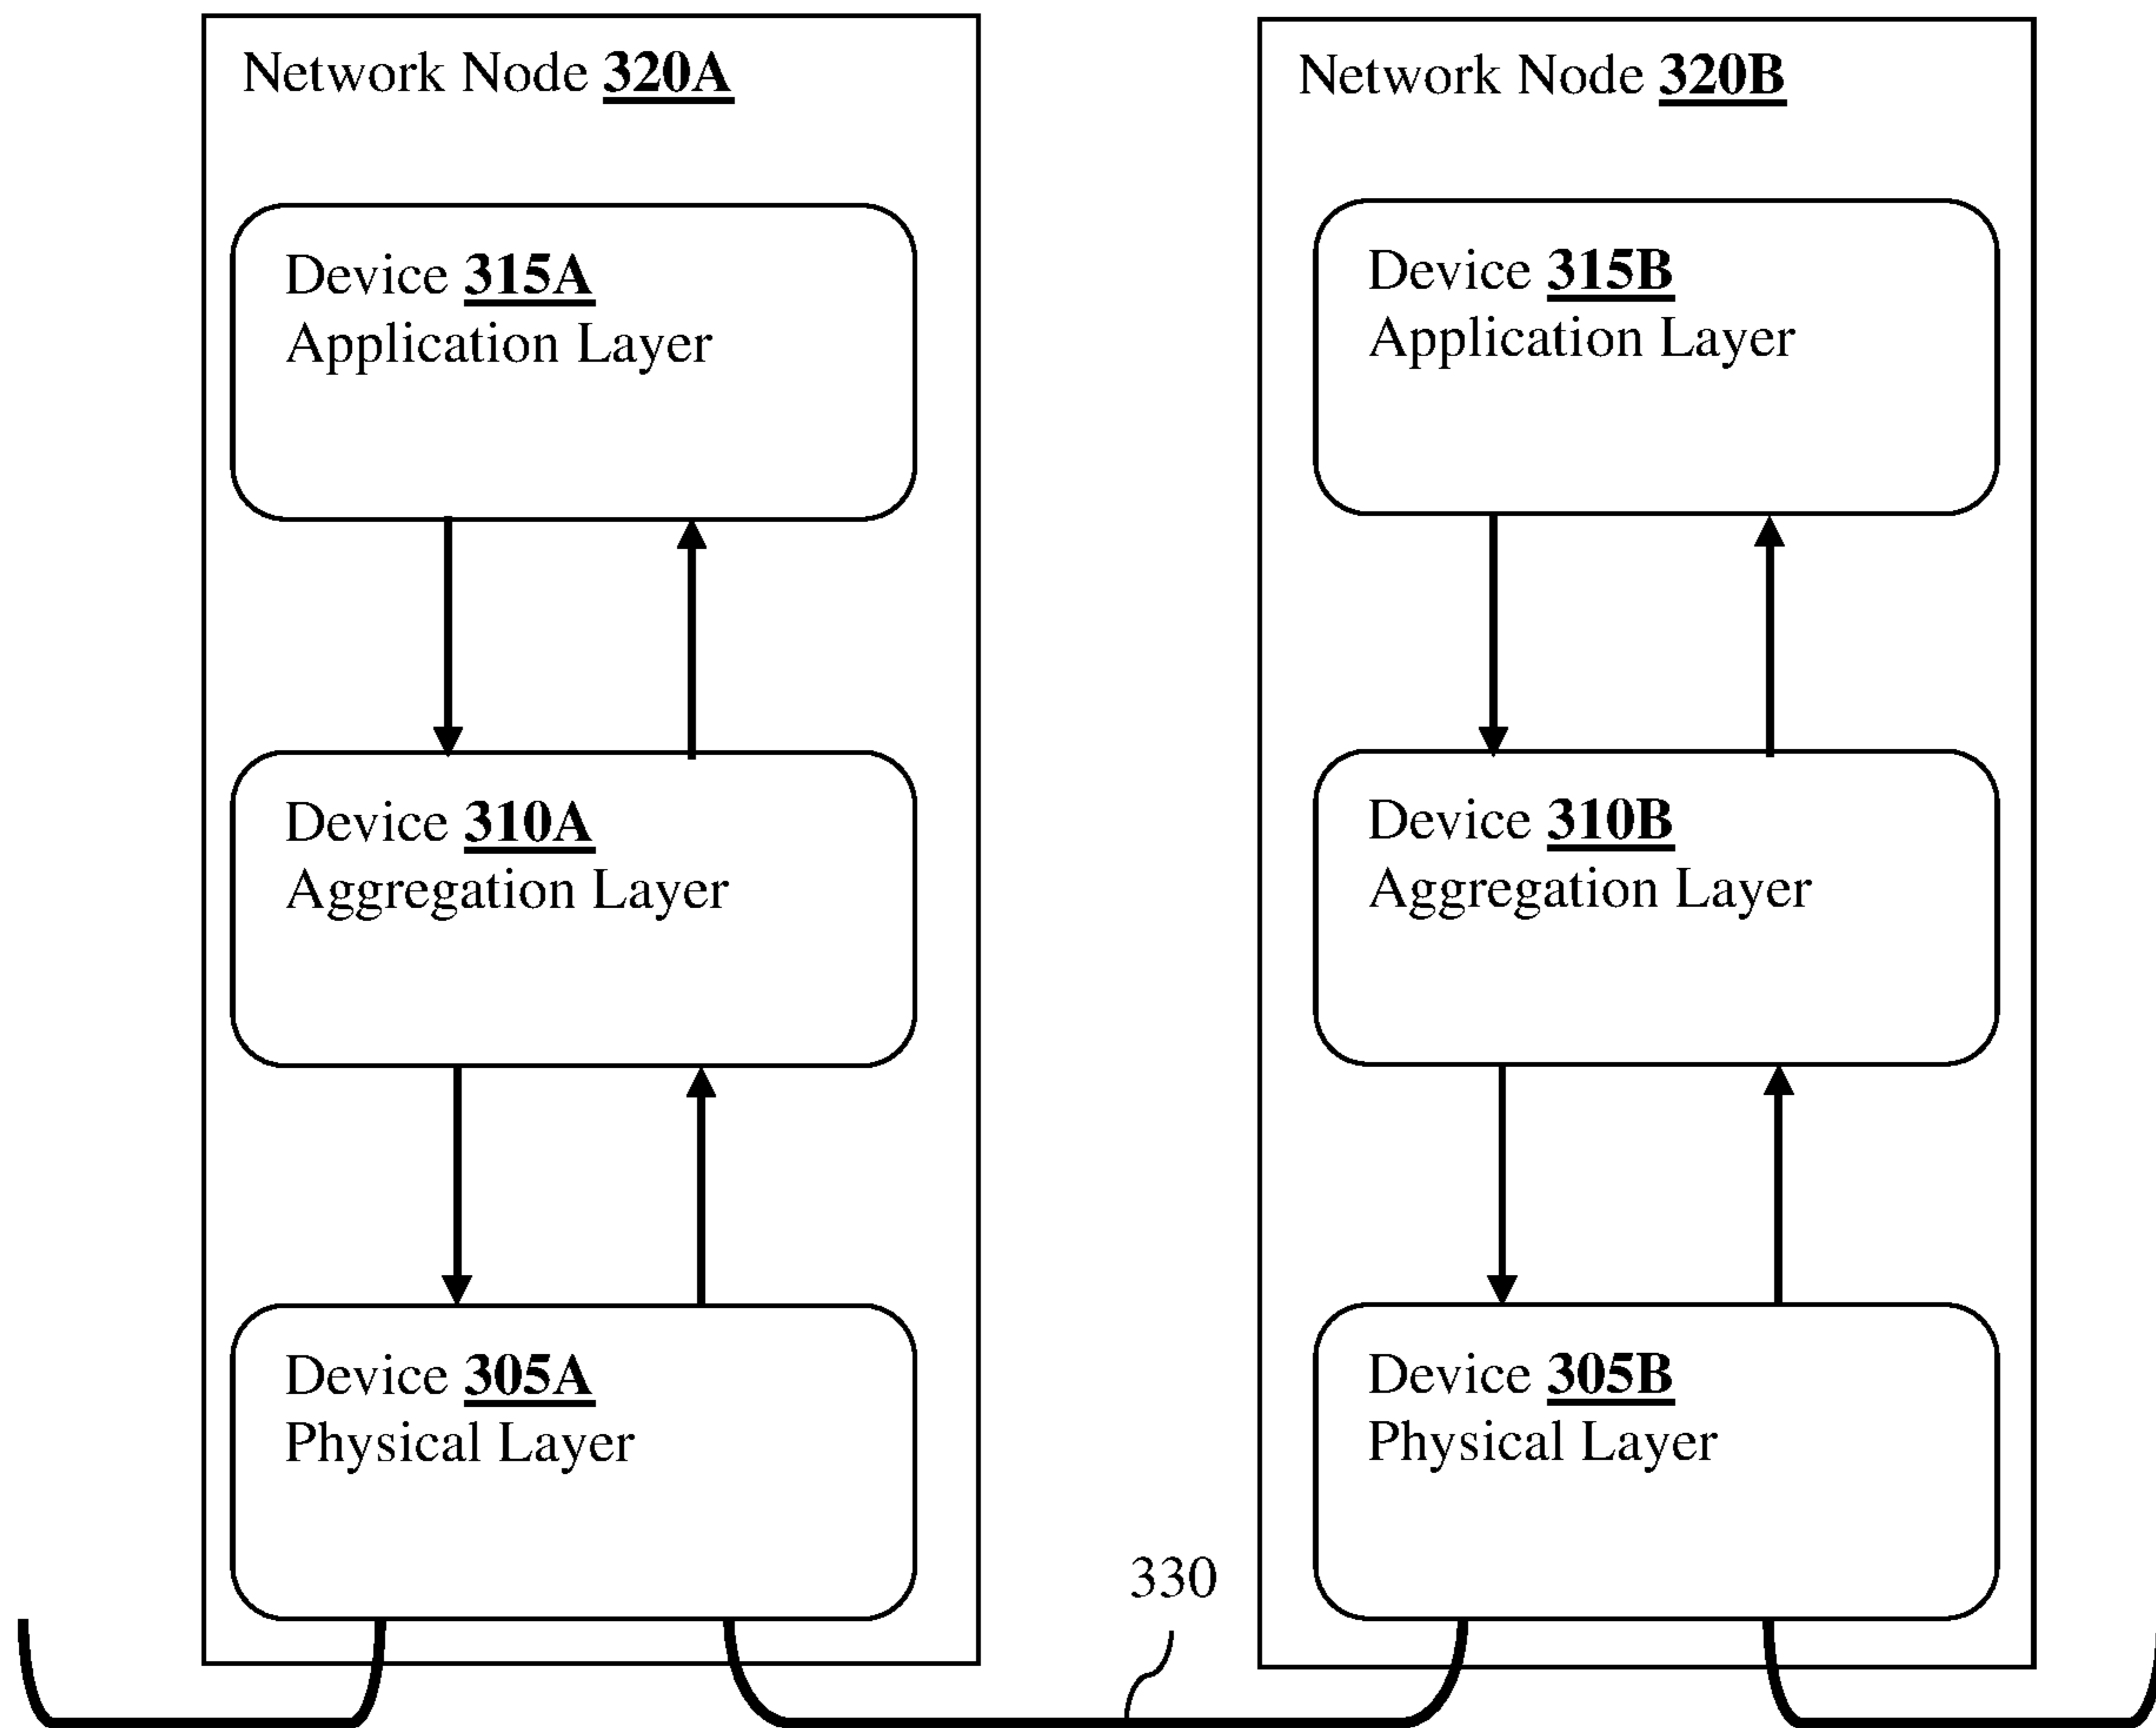 Network Node 320A
Device 315A
Application Layer
Device 310A
Aggregation Layer
Device 305A
Physical Layer
Network Node 320B
Device 315B
Application Layer
Device 310B
Aggregation Layer
Device 305B
Physical Layer
330